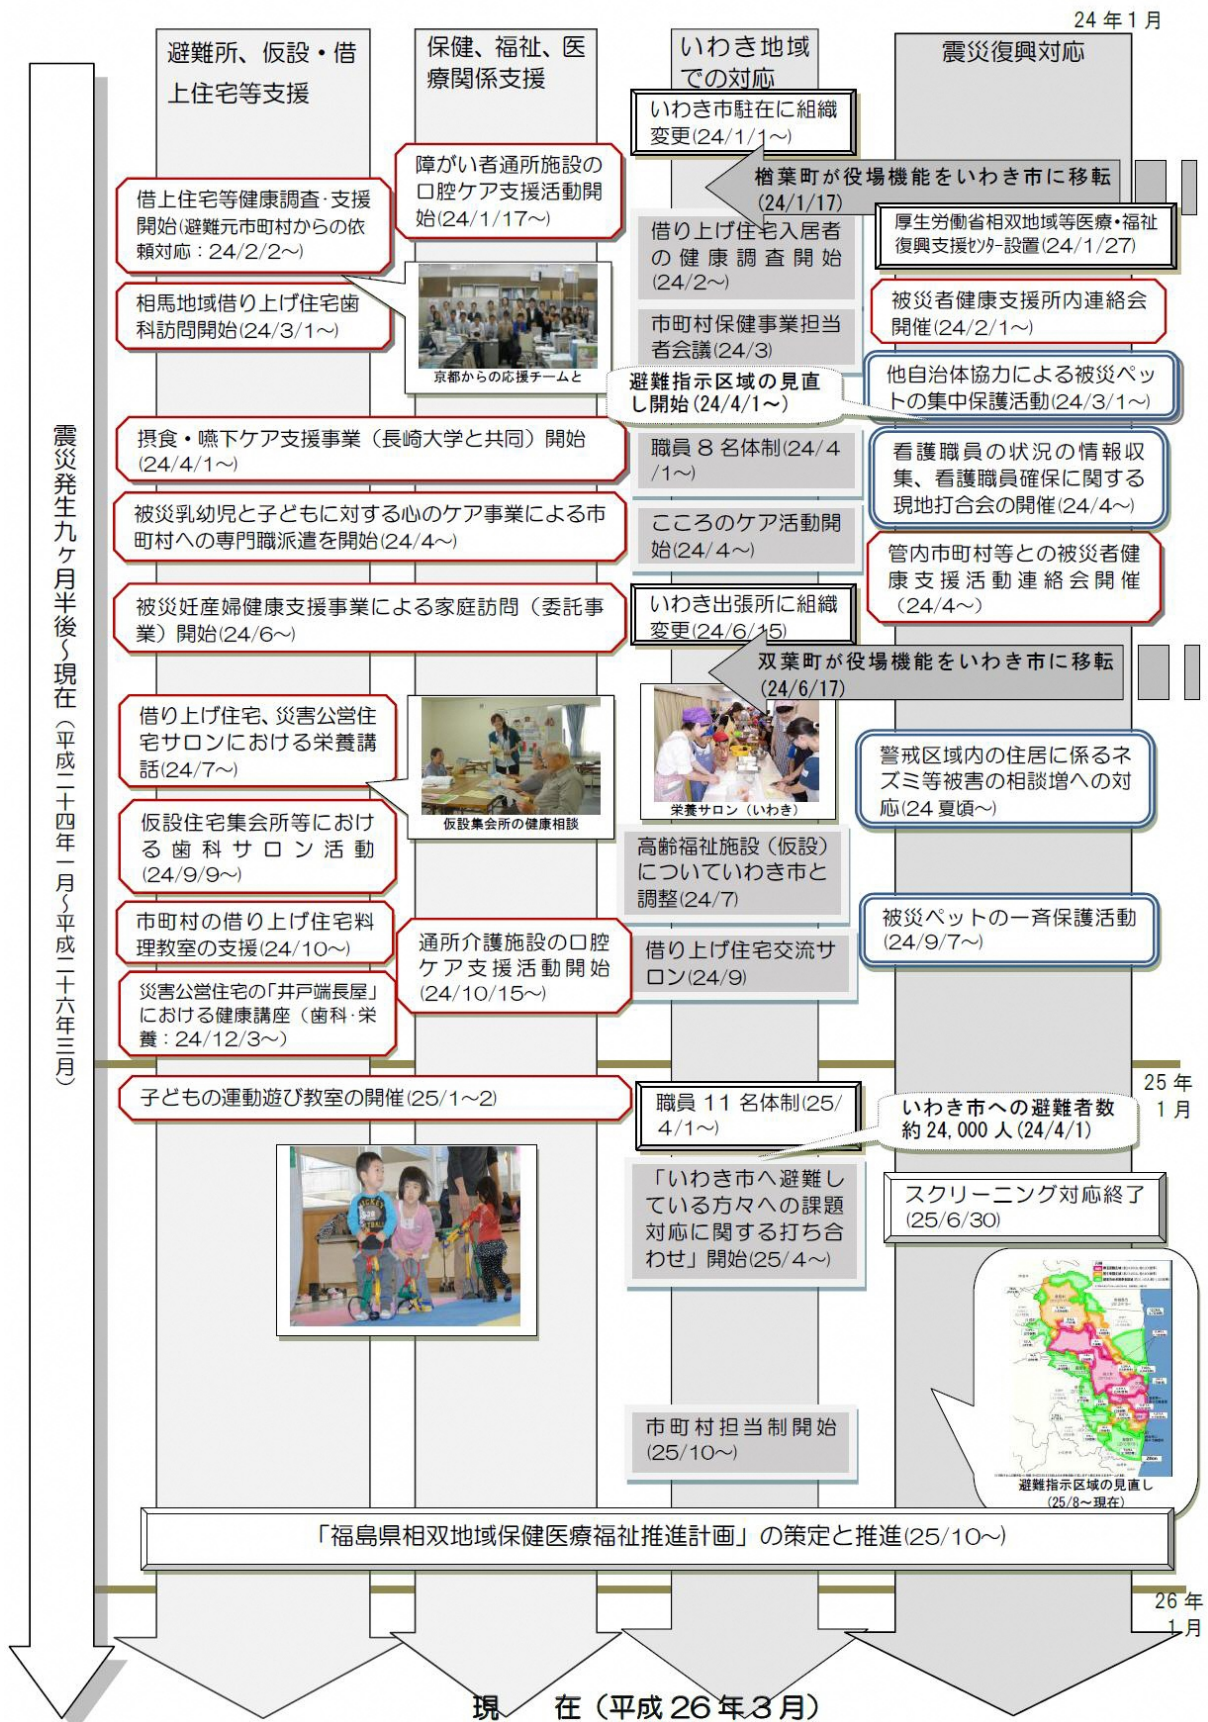 24年1月
避難所、仮設・借
上住宅等支援
保健、福祉、医
療関係支援
いわき地域
での対応
震災復興対応
いわき市駐在に組織
変更(24/1/1～)
障がい者通所施設の
口腔ケア支援活動開
始(24/1/17～)
楢葉町が役場機能をいわき市に移転
(24/1/17)
借上住宅等健康調査・支援
開始(避難元市町村からの依
頼対応：24/2/2～)
借り上げ住宅入居者
の健康調査開始
(24/2～)
厚生労働省相双地域等医療・福祉
復興支援ｾﾝﾀｰ設置(24/1/27)
相馬地域借り上げ住宅歯
科訪問開始(24/3/1～)
京都からの応援チームと
市町村保健事業担当
者会議(24/3)
被災者健康支援所内連絡会
開催(24/2/1～)
避難指示区域の見直
し開始(24/4/1～)
他自治体協力による被災ペッ
トの集中保護活動(24/3/1～)
摂食・嚥下ケア支援事業（長崎大学と共同）開始
(24/4/1～)
職員8名体制(24/4
/1～)
看護職員の状況の情報収
集、看護職員確保に関する
現地打合会の開催(24/4～)
被災乳幼児と子どもに対する心のケア事業による市
町村への専門職派遣を開始(24/4～)
こころのケア活動開
始(24/4～)
管内市町村等との被災者健
康支援活動連絡会開催
（24/4～）
被災妊産婦健康支援事業による家庭訪問（委託事
業）開始(24/6～)
いわき出張所に組織
変更(24/6/15)
双葉町が役場機能をいわき市に移転
(24/6/17)
借り上げ住宅、災害公営住
宅サロンにおける栄養講
話(24/7～)
仮設集会所の健康相談
栄養サロン（いわき）
警戒区域内の住居に係るネ
ズミ等被害の相談増への対
応(24夏頃～)
仮設住宅集会所等におけ
る歯科サロン活動
(24/9/9～)
高齢福祉施設（仮設）
についていわき市と
調整(24/7)
市町村の借り上げ住宅料
理教室の支援(24/10～)
通所介護施設の口腔
ケア支援活動開始
(24/10/15～)
借り上げ住宅交流サ
ロン(24/9)
被災ペットの一斉保護活動
(24/9/7～)
災害公営住宅の「井戸端長屋」
における健康講座（歯科・栄
養：24/12/3～）
震災発生九ヶ月半後～現在（平成二十四年一月～平成二十六年三月）
25年
1月
子どもの運動遊び教室の開催(25/1～2)
職員11名体制(25/
4/1～)
いわき市への避難者数
約24,000人(24/4/1)
「いわき市へ避難し
ている方々への課題
対応に関する打ち合
わせ」開始(25/4～)
スクリーニング対応終了
(25/6/30)
避難指示区域の見直し
(25/8～現在)
市町村担当制開始
(25/10～)
「福島県相双地域保健医療福祉推進計画」の策定と推進(25/10～)
26年
1月
現　在（平成26年3月）